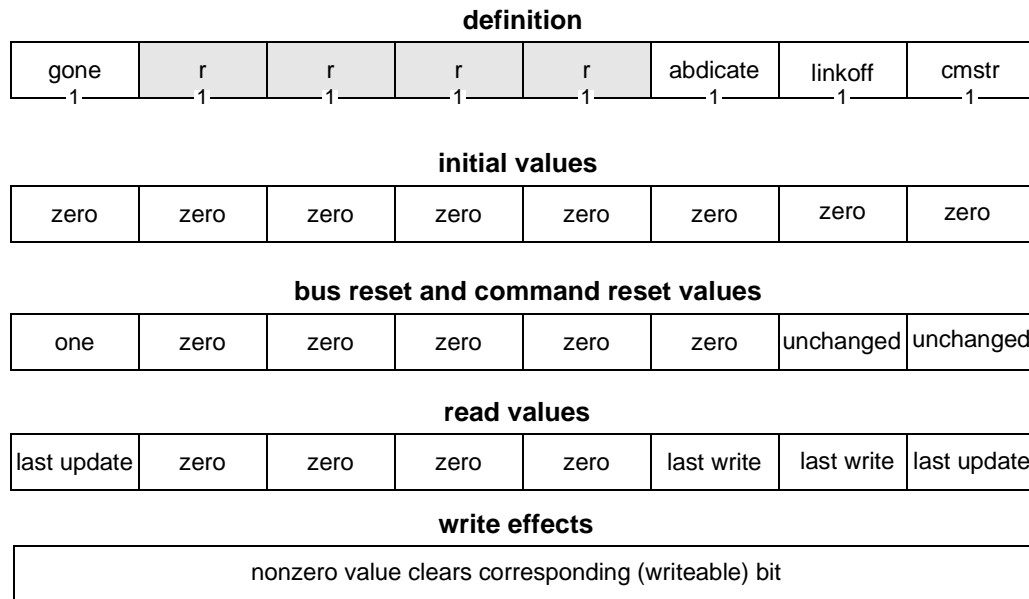 definition
gone r r r r abdicate linkoff cmstr
1 1 1 1 1 1 1 1
initial values
zero zero zero zero zero zero zero zero
bus reset and command reset values
one zero zero zero zero zero unchanged unchanged
read values
last update zero zero zero zero last write last write last update
write effects
nonzero value clears corresponding (writeable) bit